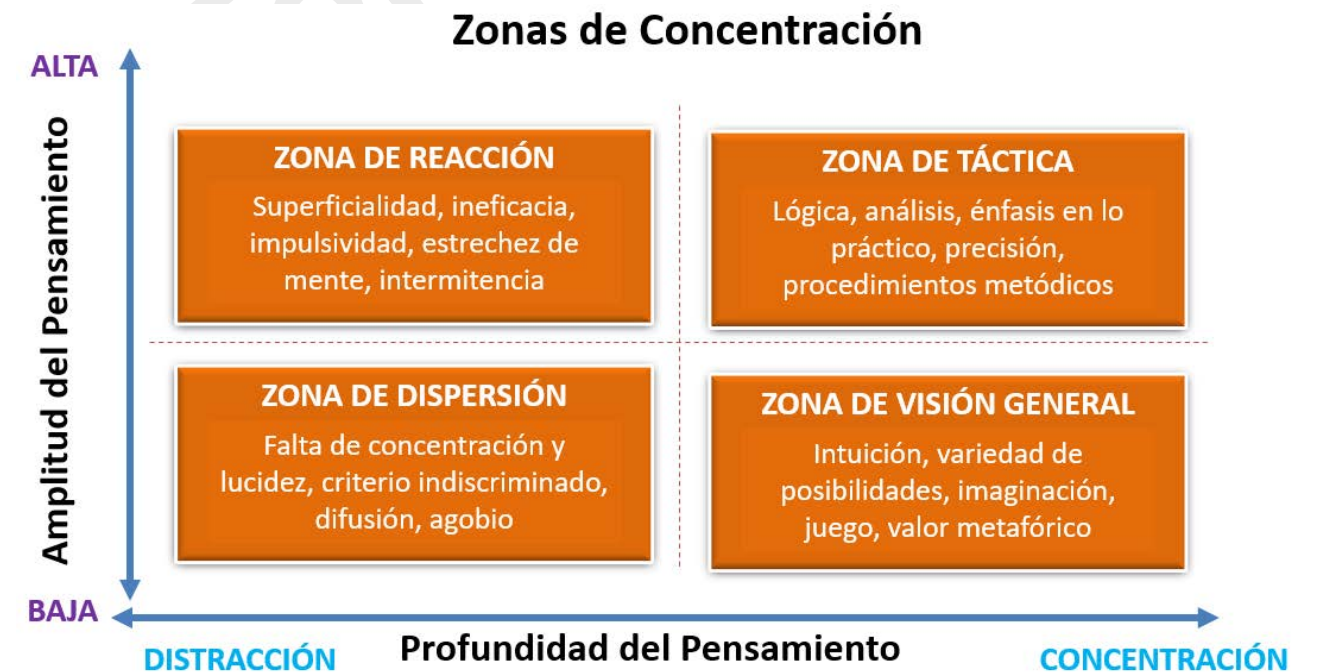 Zonas de Concentración
ALTA
Amplitud del Pensamiento
ZONA DE REACCIÓN
Superficialidad, ineficacia,
impulsividad, estrechez de
mente, intermitencia
ZONA DE TÁCTICA
Lógica, análisis, énfasis en lo
práctico, precisión,
procedimientos metódicos
ZONA DE DISPERSIÓN
Falta de concentración y
lucidez, criterio indiscriminado,
difusión, agobio
ZONA DE VISIÓN GENERAL
Intuición, variedad de
posibilidades, imaginación,
juego, valor metafórico
BAJA
DISTRACCIÓN
Profundidad del Pensamiento
CONCENTRACIÓN